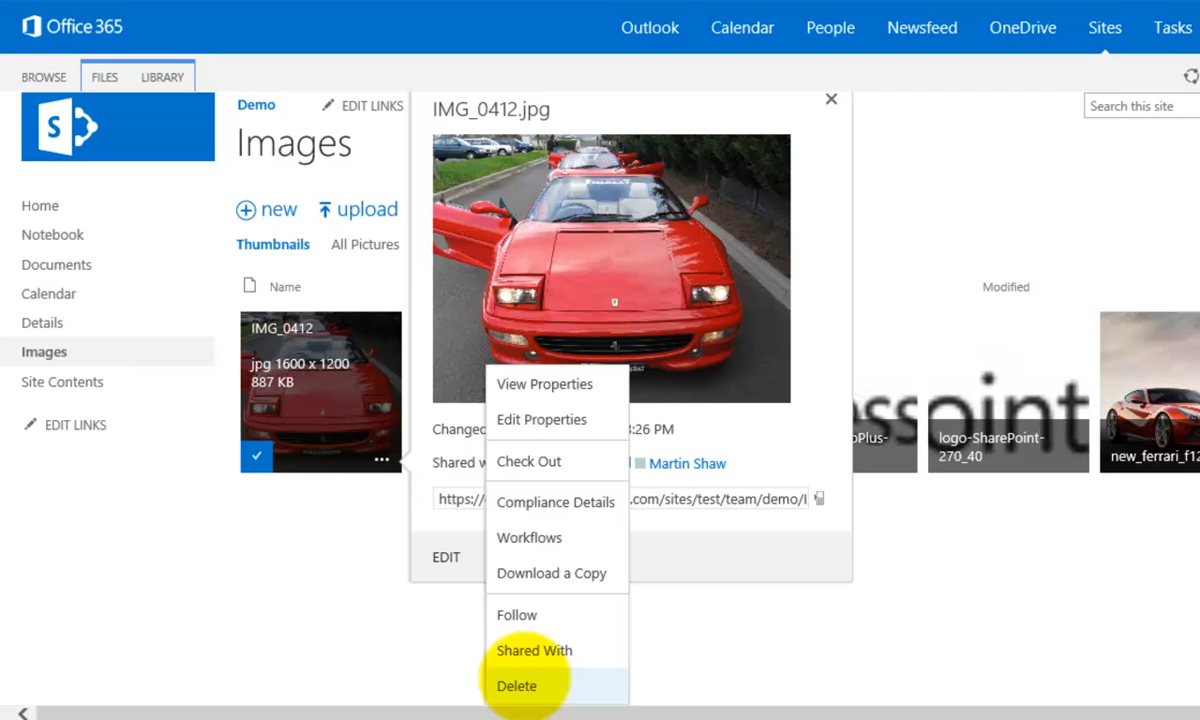 Office 365
Outlook
Calendar
People
Newsfeed
OneDrive
Sites
Tasks
BROWSE
FILES
LIBRARY
S
Demo
EDIT LINKS
Images
Search this site
Home
Notebook
Documents
Calendar
Details
Images
Site Contents
EDIT LINKS
new
upload
Thumbnails
All Pictures
Name
Modified
IMG_0412
jpg 1600 x 1200
887 KB
...
IMG_0412.jpg
Changed
3:26 PM
Shared w
Martin Shaw
https://
.com/sites/test/team/demo/I
EDIT
View Properties
Edit Properties
Check Out
Compliance Details
Workflows
Download a Copy
Follow
Shared With
Delete
oPlus-
logo-SharePoint-
270_40
new_ferrari_f12